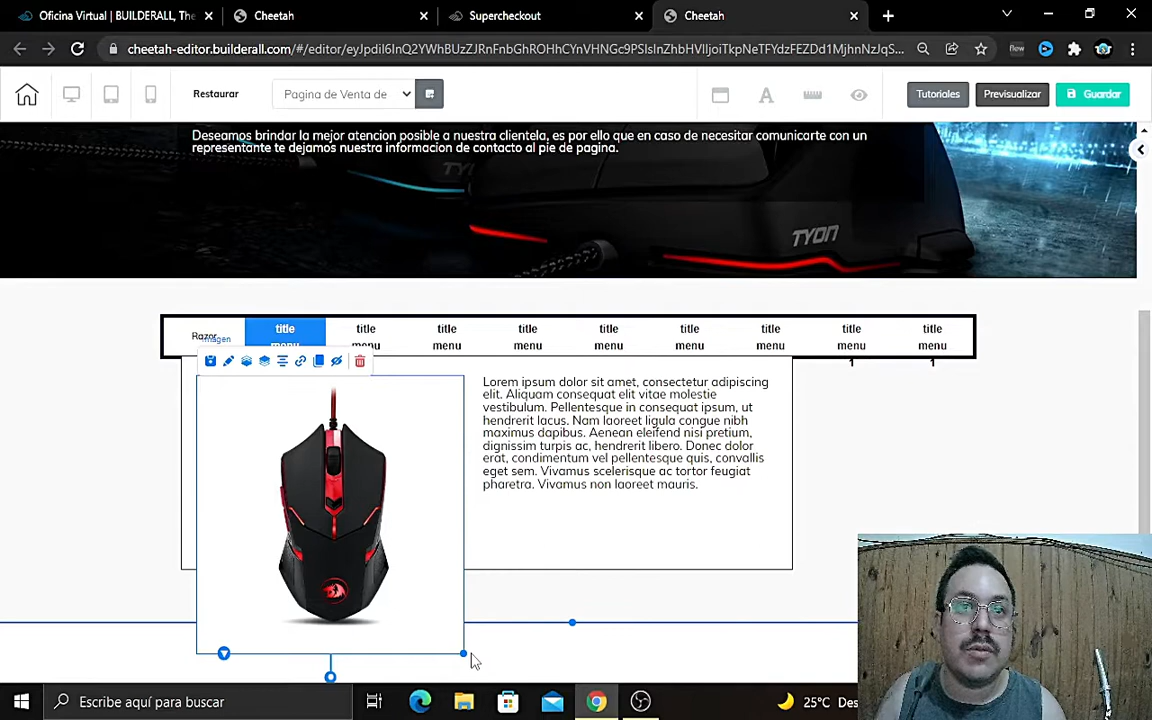 Oficina Virtual | BUILDERALL, The
Cheetah
Supercheckout
Cheetah
cheetah-editor.builderall.com/#/editor/eyJpdiI6InQ2YWhBUzZJRnFnbGhROHhCYnVHNGc9PSIsInZhbHVlIjoiTkpNeTFYdzFEZDd1MjhnNzJqS...
Restaurar
Pagina de Venta de
Tutoriales
Previsualizar
Guardar
Deseamos brindar la mejor atencion posible a nuestra clientela, es por ello que en caso de necesitar comunicarte con un
representante te dejamos nuestra informacion de contacto al pie de pagina.
TYON
Razor
title
menu
title
menu
title
menu
title
menu
title
menu
title
menu
title
menu
title
menu
1
title
menu
1
Imagen
Lorem ipsum dolor sit amet, consectetur adipiscing
elit. Aliquam consequat elit vitae molestie
vestibulum. Pellentesque in consequat ipsum, ut
hendrerit lacus. Nam laoreet ligula congue nibh
maximus dapibus. Aenean eleifend nisi pretium,
dignissim turpis ac, hendrerit libero. Donec dolor
erat, condimentum vel pellentesque quis, convallis
eget sem. Vivamus scelerisque ac tortor feugiat
pharetra. Vivamus non laoreet mauris.
Escribe aquí para buscar
25°C